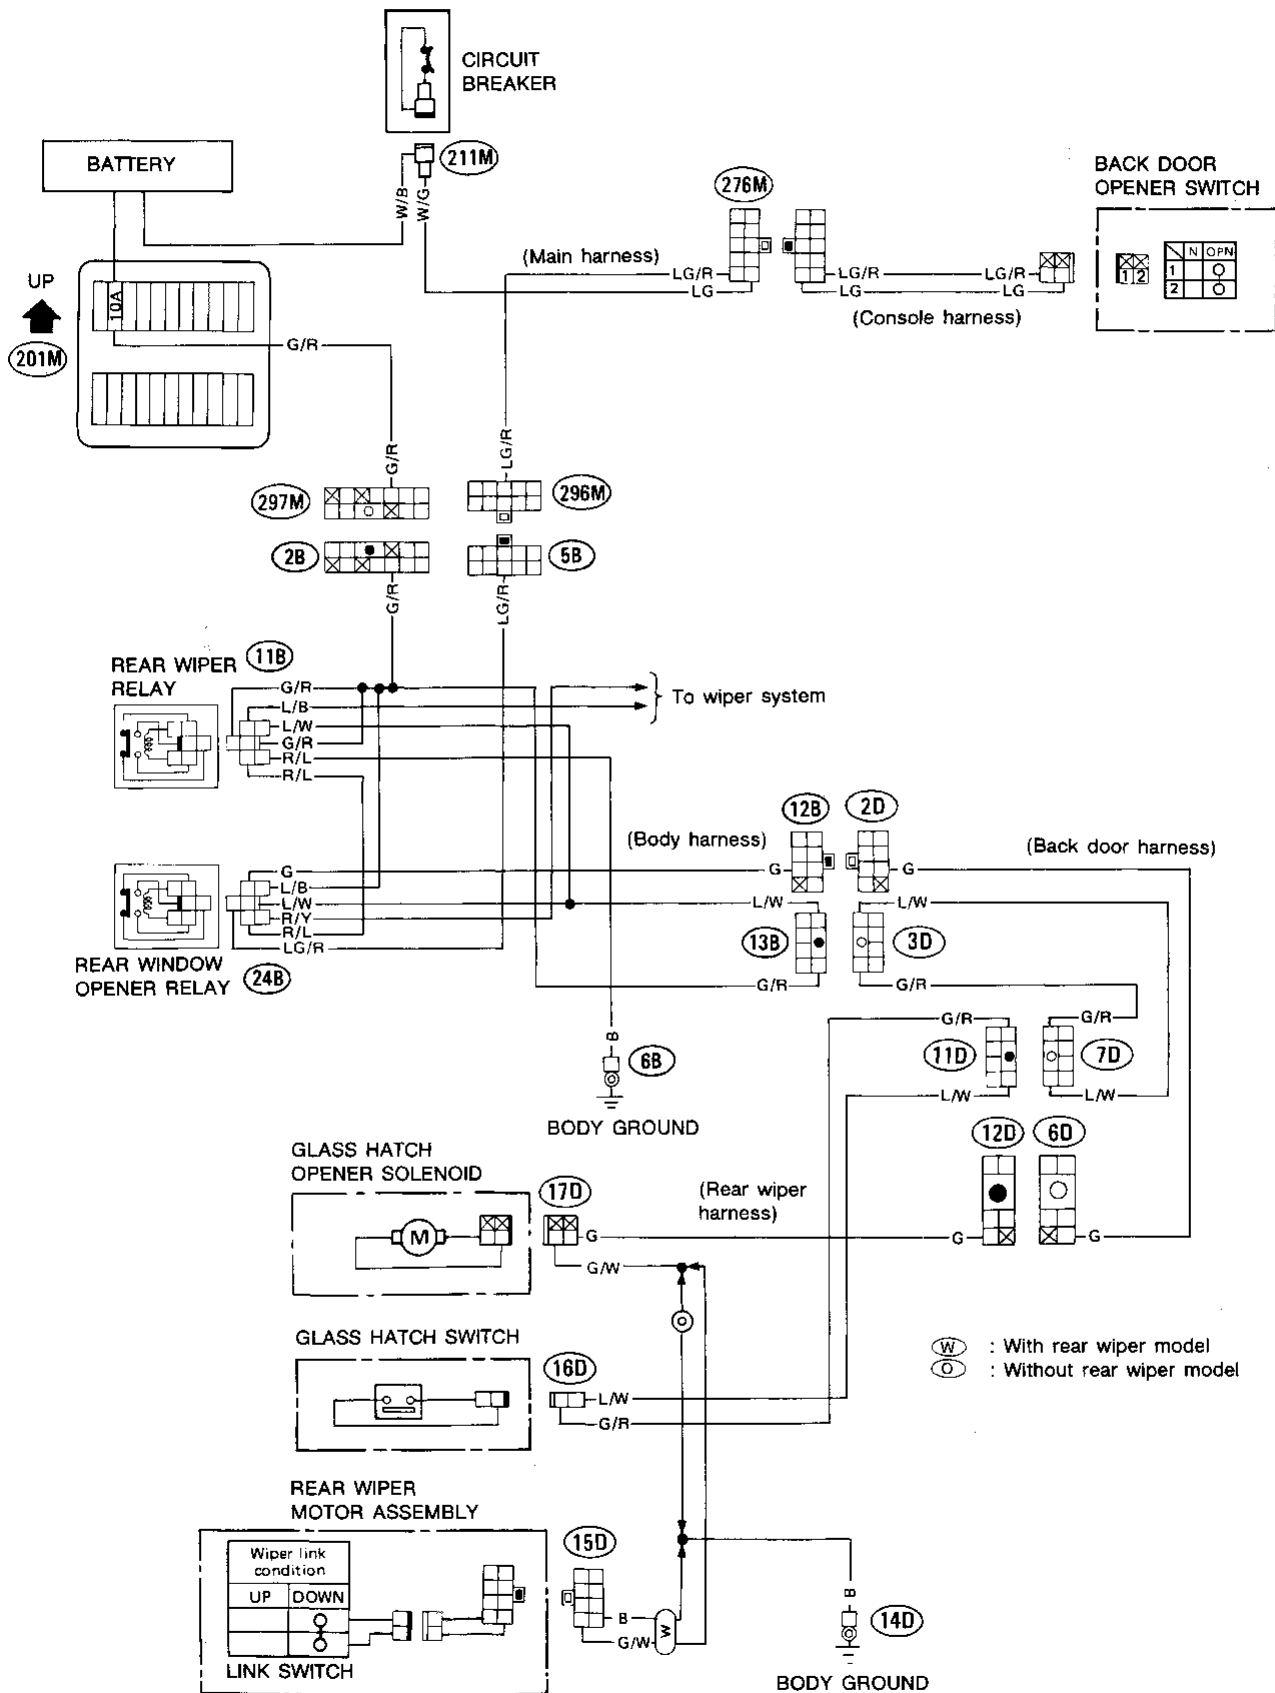 CIRCUIT
BREAKER
BATTERY
211M
W/B
W/G
276M
BACK DOOR
OPENER SWITCH
(Main harness)
LG/R
LG
LG/R
LG/R
LG
LG
(Console harness)
1 2
N OPN
1
2
UP
201M
10A
G/R
G/R
LG/R
297M
296M
2B
5B
G/R
LG/R
REAR WIPER
RELAY
11B
G/R
L/B
L/W
G/R
R/L
R/L
To wiper system
12B
2D
(Body harness)
(Back door harness)
G
G
G
L/B
L/W
R/Y
R/L
LG/R
L/W
L/W
13B
3D
REAR WINDOW
OPENER RELAY
24B
G/R
G/R
G/R
G/R
11D
7D
B
6B
BODY GROUND
L/W
L/W
12D
6D
GLASS HATCH
OPENER SOLENOID
17D
(Rear wiper
harness)
M
G
G
G
G/W
O
GLASS HATCH SWITCH
16D
W : With rear wiper model
O : Without rear wiper model
L/W
G/R
REAR WIPER
MOTOR ASSEMBLY
15D
Wiper link
condition
UP DOWN
LINK SWITCH
B
G/W
W
B
14D
BODY GROUND